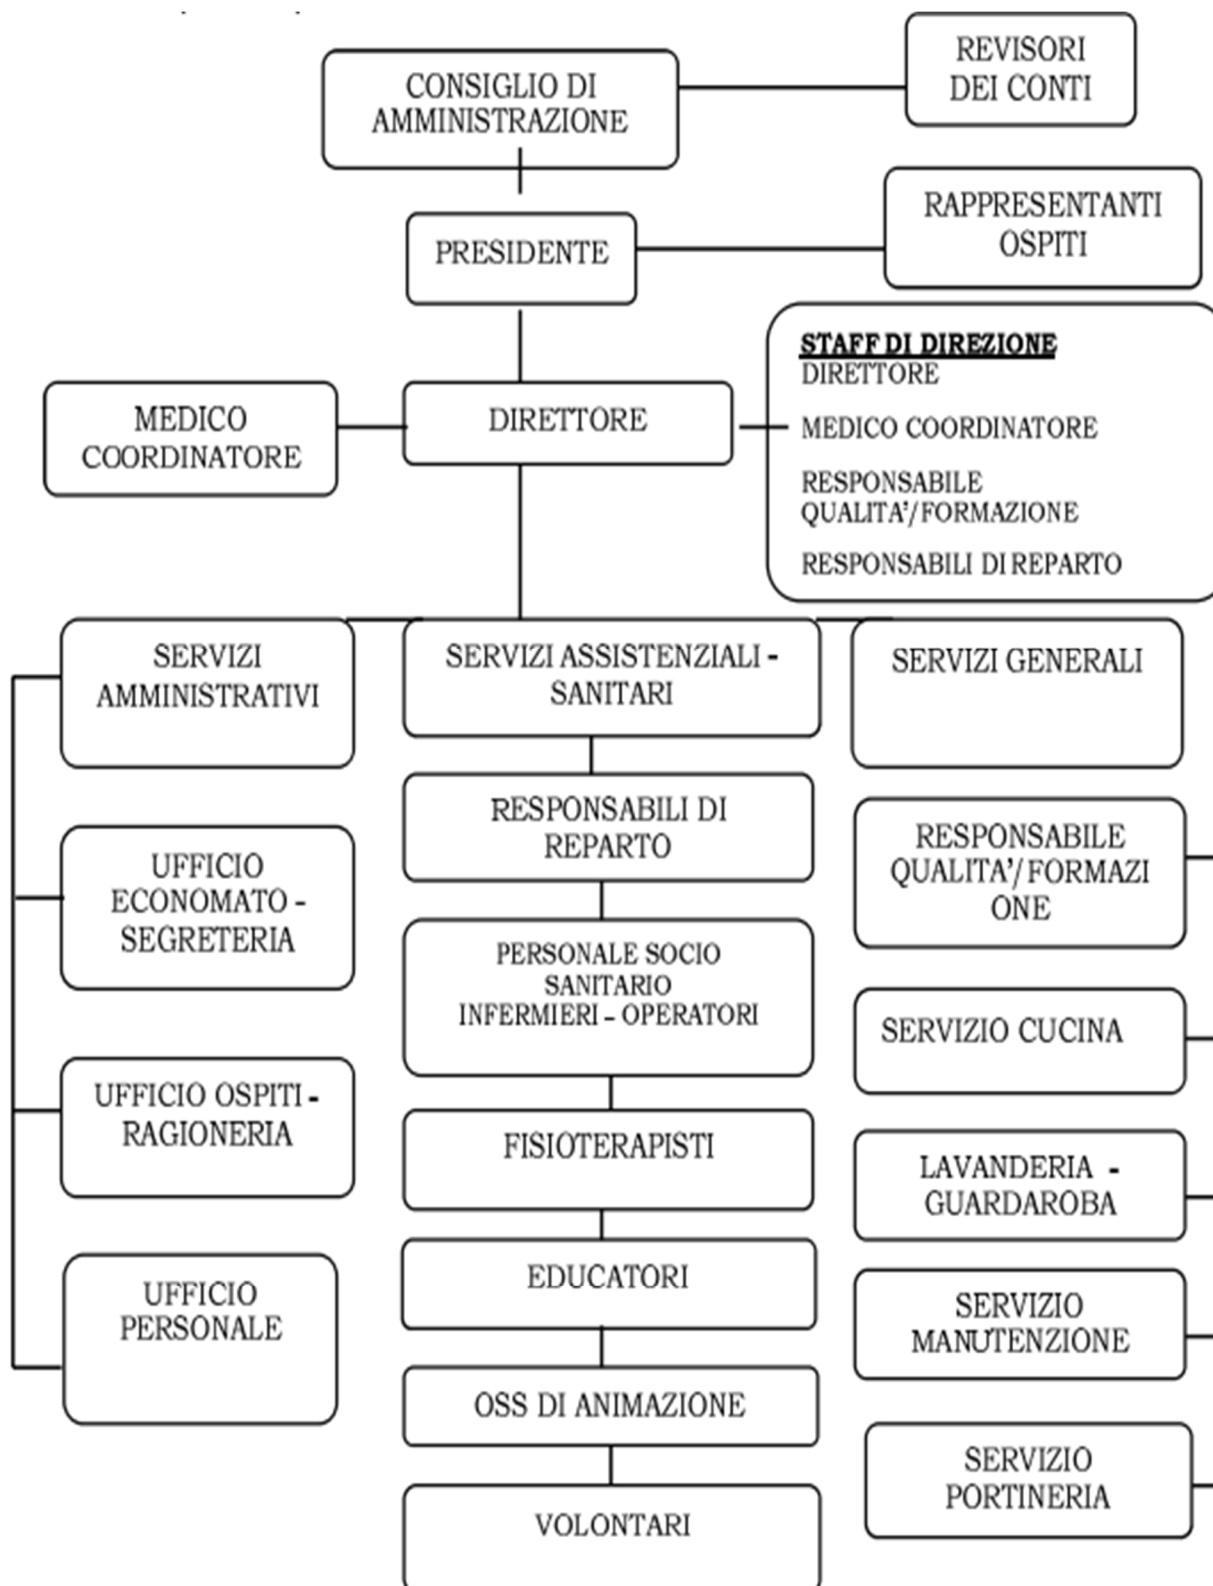 CONSIGLIO DI
AMMINISTRAZIONE
REVISORI
DEI CONTI
PRESIDENTE
RAPPRESENTANTI
OSPITI
MEDICO
COORDINATORE
DIRETTORE
STAFF DI DIREZIONE
DIRETTORE
MEDICO COORDINATORE
RESPONSABILE
QUALITA'/FORMAZIONE
RESPONSABILI DI REPARTO
SERVIZI
AMMINISTRATIVI
UFFICIO
ECONOMATO -
SEGRETERIA
UFFICIO OSPITI -
RAGIONERIA
UFFICIO
PERSONALE
SERVIZI ASSISTENZIALI -
SANITARI
RESPONSABILI DI
REPARTO
PERSONALE SOCIO
SANITARIO
INFERMIERI - OPERATORI
FISIOTERAPISTI
EDUCATORI
OSS DI ANIMAZIONE
VOLONTARI
SERVIZI GENERALI
RESPONSABILE
QUALITA'/FORMAZI
ONE
SERVIZIO CUCINA
LAVANDERIA -
GUARDAROBA
SERVIZIO
MANUTENZIONE
SERVIZIO
PORTINERIA